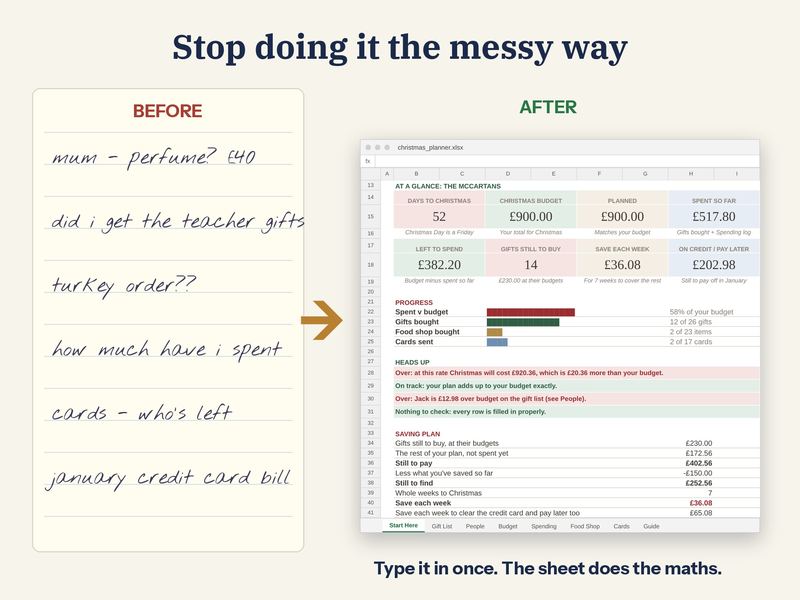 Stop doing it the messy way
BEFORE
mum - perfume? £40
did i get the teacher gifts
turkey order??
how much have i spent
cards - who's left
january credit card bill
AFTER
christmas_planner.xlsx
fx
A B C D E F G H I
13 AT A GLANCE: THE MCCARTANS
14 DAYS TO CHRISTMAS CHRISTMAS BUDGET PLANNED SPENT SO FAR
15 52 £900.00 £900.00 £517.80
16 Christmas Day is a Friday Your total for Christmas Matches your budget Gifts bought + Spending log
17 LEFT TO SPEND GIFTS STILL TO BUY SAVE EACH WEEK ON CREDIT / PAY LATER
18 £382.20 14 £36.08 £202.98
19 Budget minus spent so far £230.00 at their budgets For 7 weeks to cover the rest Still to pay off in January
20
21 PROGRESS
22 Spent v budget 58% of your budget
23 Gifts bought 12 of 26 gifts
24 Food shop bought 2 of 23 items
25 Cards sent 2 of 17 cards
26
27 HEADS UP
28 Over: at this rate Christmas will cost £920.36, which is £20.36 more than your budget.
29 On track: your plan adds up to your budget exactly.
30 Over: Jack is £12.98 over budget on the gift list (see People).
31 Nothing to check: every row is filled in properly.
32
33 SAVING PLAN
34 Gifts still to buy, at their budgets £230.00
35 The rest of your plan, not spent yet £172.56
36 Still to pay £402.56
37 Less what you've saved so far -£150.00
38 Still to find £252.56
39 Whole weeks to Christmas 7
40 Save each week £36.08
41 Save each week to clear the credit card and pay later too £65.08
Start Here Gift List People Budget Spending Food Shop Cards Guide
Type it in once. The sheet does the maths.